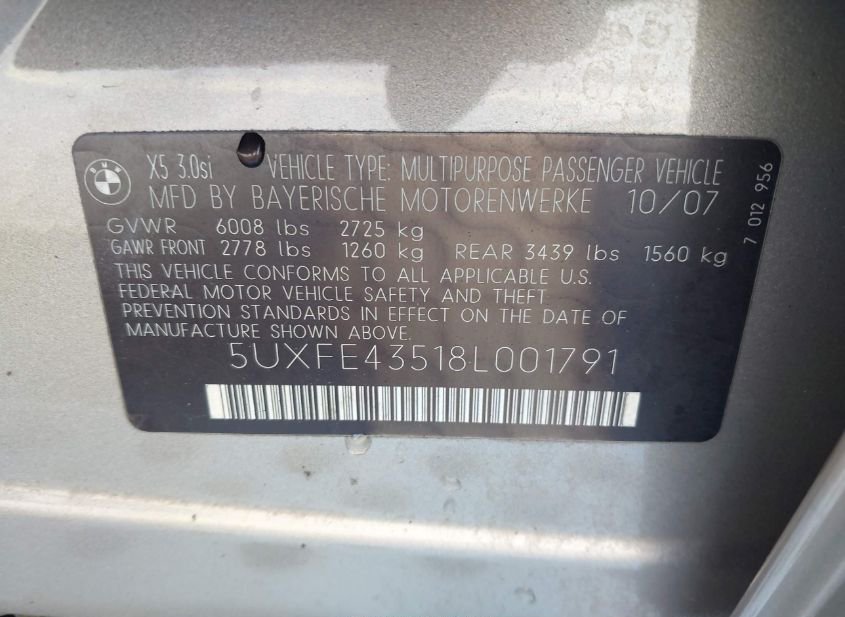 BMW
X5 3.0si VEHICLE TYPE: MULTIPURPOSE PASSENGER VEHICLE
MFD BY BAYERISCHE MOTORENWERKE 10/07
GVWR 6008 lbs 2725 kg
GAWR FRONT 2778 lbs 1260 kg REAR 3439 lbs 1560 kg
THIS VEHICLE CONFORMS TO ALL APPLICABLE U.S.
FEDERAL MOTOR VEHICLE SAFETY AND THEFT
PREVENTION STANDARDS IN EFFECT ON THE DATE OF
MANUFACTURE SHOWN ABOVE.
5UXFE43518L001791
7 012 956